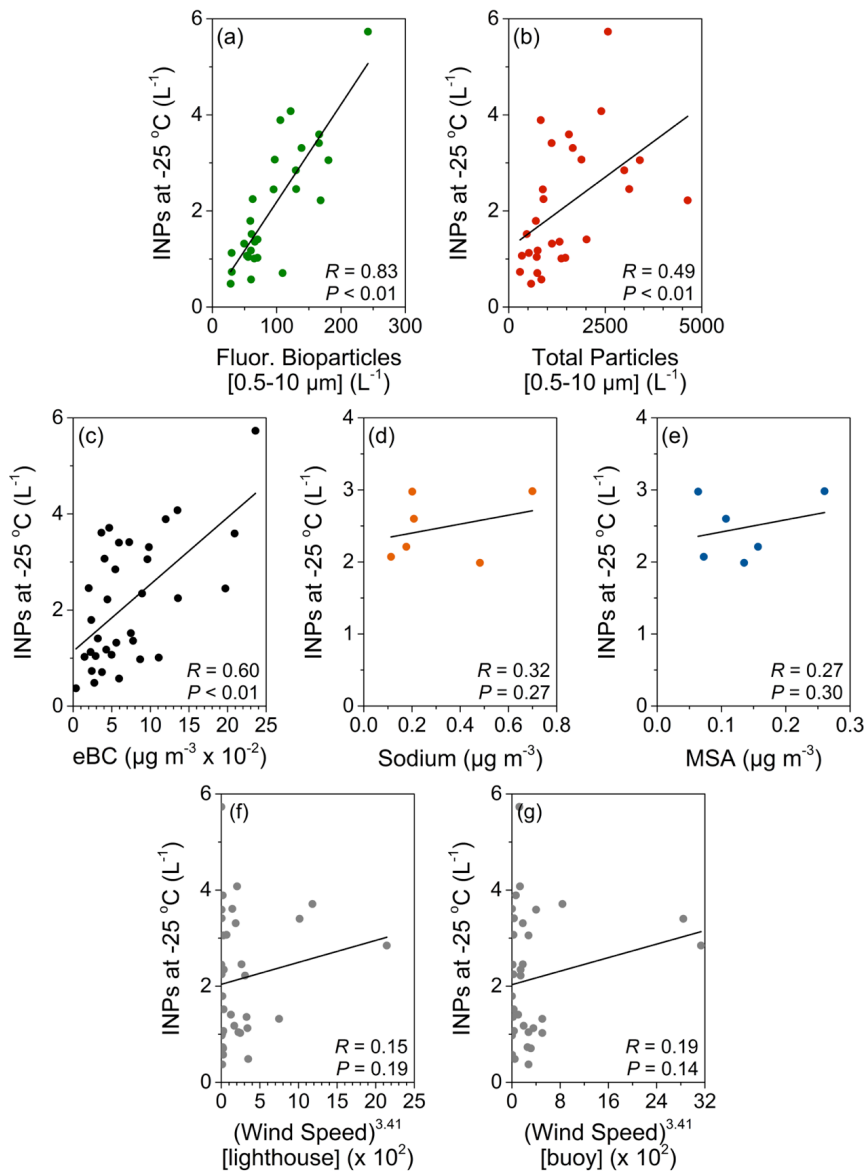 (a)
6
4
2
0
INPs at -25 °C (L⁻¹)
R = 0.83
P < 0.01
0 100 200 300
Fluor. Bioparticles
[0.5-10 µm] (L⁻¹)
(b)
6
4
2
0
INPs at -25 °C (L⁻¹)
R = 0.49
P < 0.01
0 2500 5000
Total Particles
[0.5-10 µm] (L⁻¹)
(c)
6
4
2
0
INPs at -25 °C (L⁻¹)
R = 0.60
P < 0.01
0 5 10 15 20 25
eBC (µg m⁻³ x 10⁻²)
(d)
4
3
2
1
0
INPs at -25 °C (L⁻¹)
R = 0.32
P = 0.27
0.0 0.2 0.4 0.6 0.8
Sodium (µg m⁻³)
(e)
4
3
2
1
0
INPs at -25 °C (L⁻¹)
R = 0.27
P = 0.30
0.0 0.1 0.2 0.3
MSA (µg m⁻³)
(f)
6
4
2
0
INPs at -25 °C (L⁻¹)
R = 0.15
P = 0.19
0 5 10 15 20 25
(Wind Speed)³·⁴¹
[lighthouse] (x 10²)
(g)
6
4
2
0
INPs at -25 °C (L⁻¹)
R = 0.19
P = 0.14
0 8 16 24 32
(Wind Speed)³·⁴¹
[buoy] (x 10²)